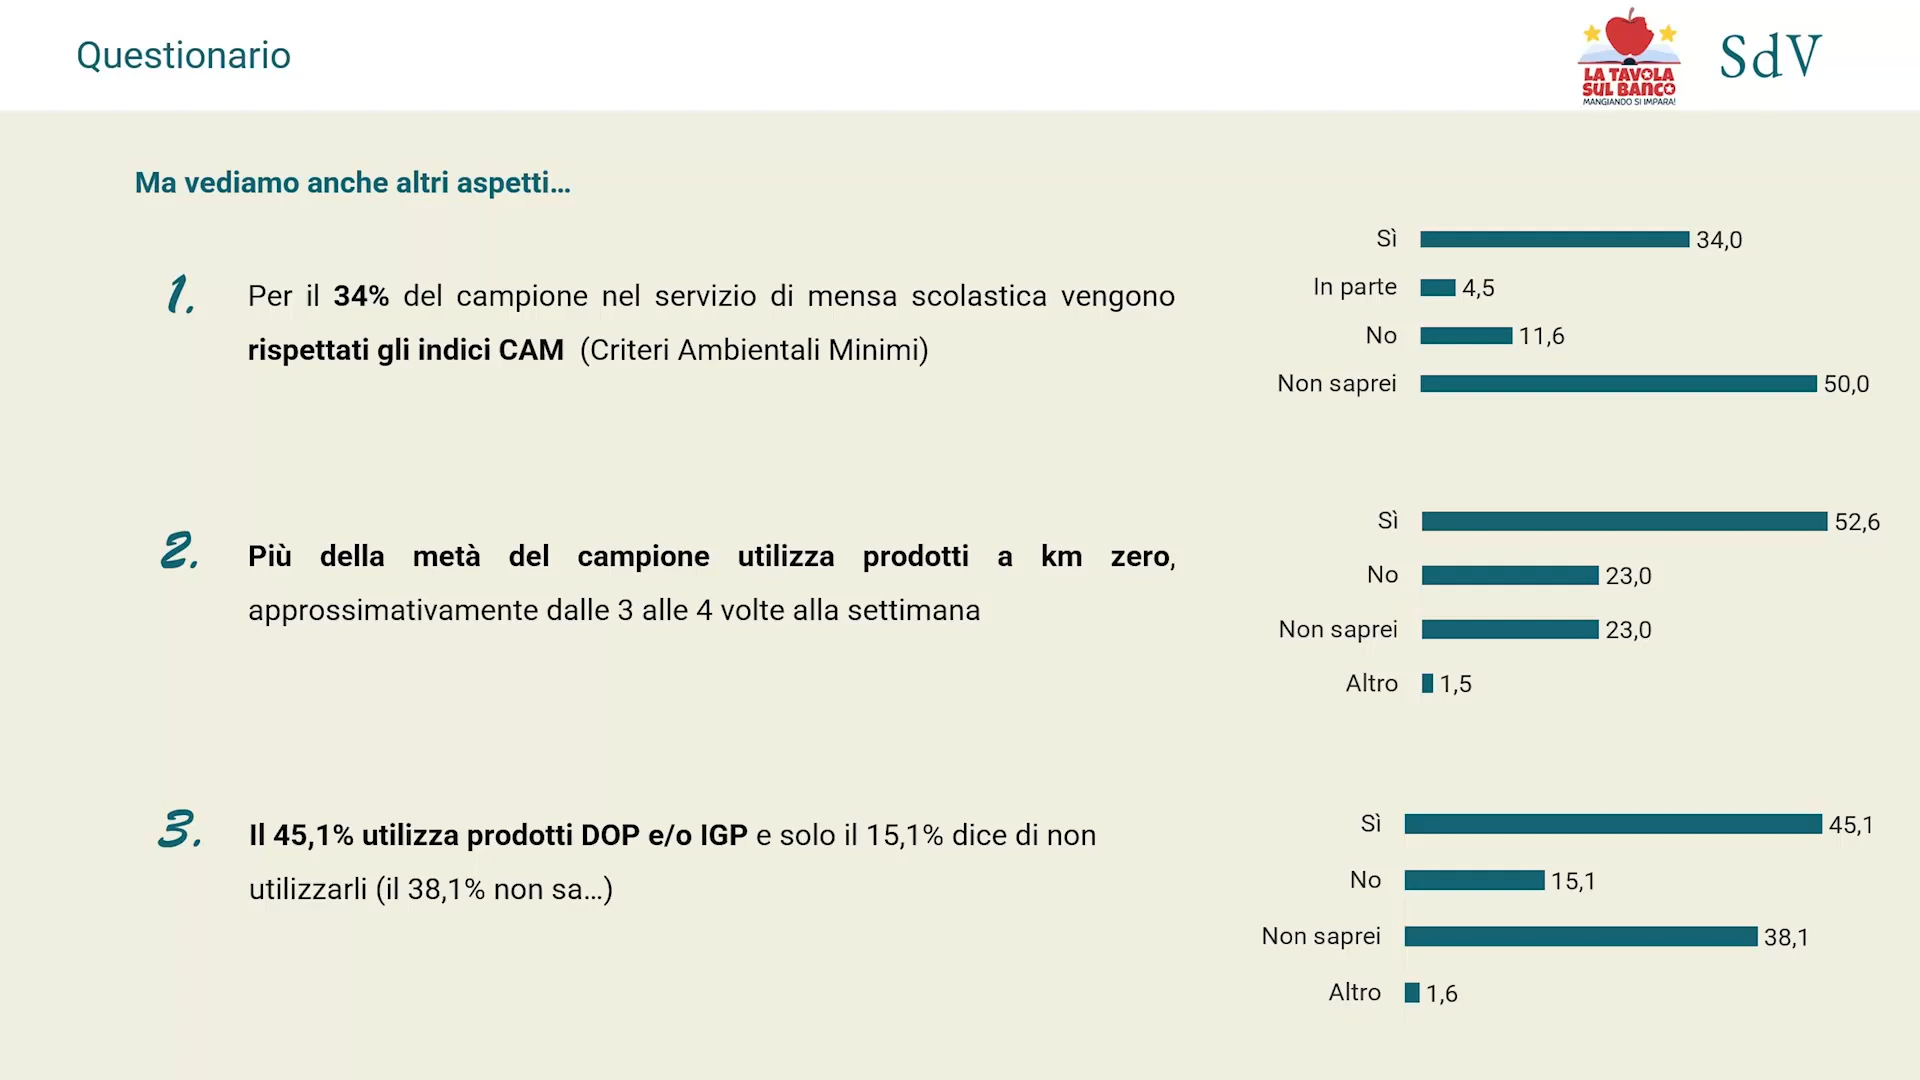 Questionario
LA TAVOLA
SUL BANCO
MANGIANDO SI IMPARA!
SdV
Ma vediamo anche altri aspetti...
1.
Per il 34% del campione nel servizio di mensa scolastica vengono
rispettati gli indici CAM (Criteri Ambientali Minimi)
Sì 34,0
In parte 4,5
No 11,6
Non saprei 50,0
2.
Più della metà del campione utilizza prodotti a km zero,
approssimativamente dalle 3 alle 4 volte alla settimana
Sì 52,6
No 23,0
Non saprei 23,0
Altro 1,5
3.
Il 45,1% utilizza prodotti DOP e/o IGP e solo il 15,1% dice di non
utilizzarli (il 38,1% non sa...)
Sì 45,1
No 15,1
Non saprei 38,1
Altro 1,6